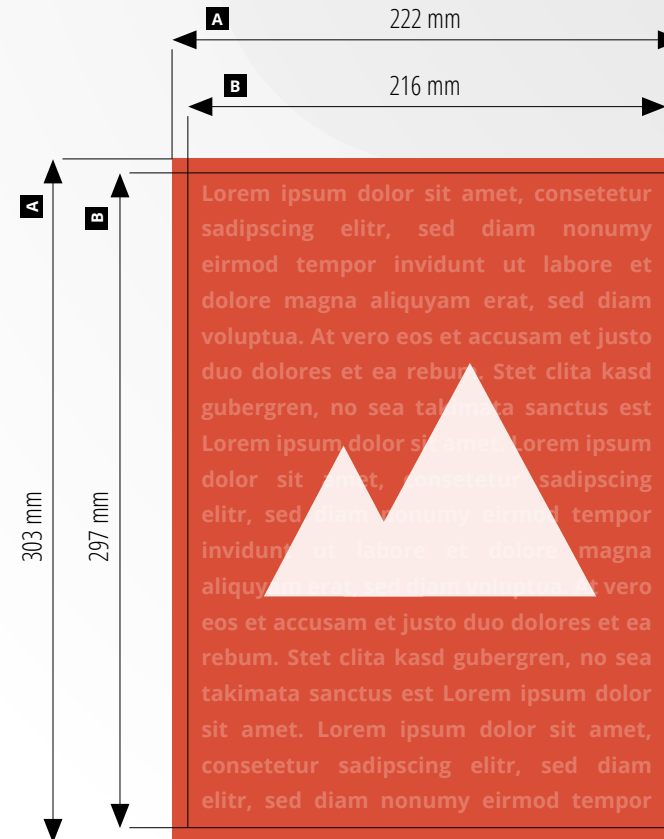 A
222 mm
B
216 mm
A
B
303 mm
297 mm
Lorem ipsum dolor sit amet, consetetur
sadipscing elitr, sed diam nonumy
eirmod tempor invidunt ut labore et
dolore magna aliquyam erat, sed diam
voluptua. At vero eos et accusam et justo
duo dolores et ea rebum. Stet clita kasd
gubergren, no sea takimata sanctus est
Lorem ipsum dolor sit amet. Lorem ipsum
dolor sit amet, consetetur sadipscing
elitr, sed diam nonumy eirmod tempor
invidunt ut labore et dolore magna
aliquyam erat, sed diam voluptua. At vero
eos et accusam et justo duo dolores et ea
rebum. Stet clita kasd gubergren, no sea
takimata sanctus est Lorem ipsum dolor
sit amet. Lorem ipsum dolor sit amet,
consetetur sadipscing elitr, sed diam
elitr, sed diam nonumy eirmod tempor